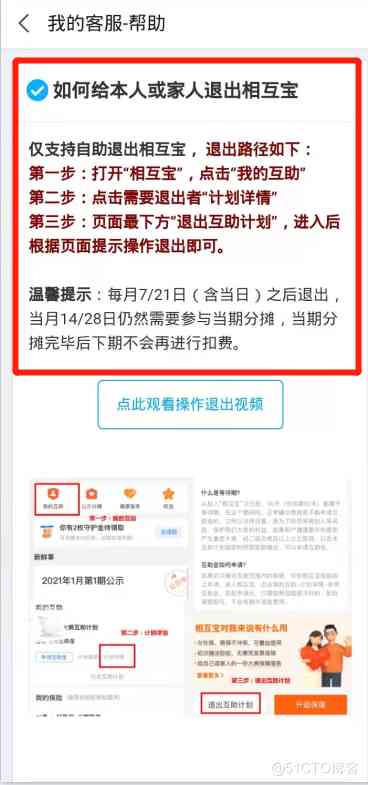 我的客服-帮助
如何给本人或家人退出相互宝
仅支持自助退出相互宝，退出路径如下：
第一步：打开“相互宝”，点击“我的互助”
第二步：点击需要退出者“计划详情”
第三步：页面最下方“退出互助计划”，进入后
根据页面提示操作退出即可。
温馨提示：每月7/21日（含当日）之后退出，
当月14/28日仍然需要参与当期分摊，当期分
摊完毕后下期不会再进行扣费。
点此观看操作退出视频
第一步：我的互助
你有2权守护金待领取
新鲜事
2021年1月第1期公示
我的互助
互助计划
第二步：计划详情
我的保险
什么是等待期？
互助金如何申请？
相互宝对我来说有什么用
第三步：退出互助计划
退出互助计划
升级保障
@51CTO博客